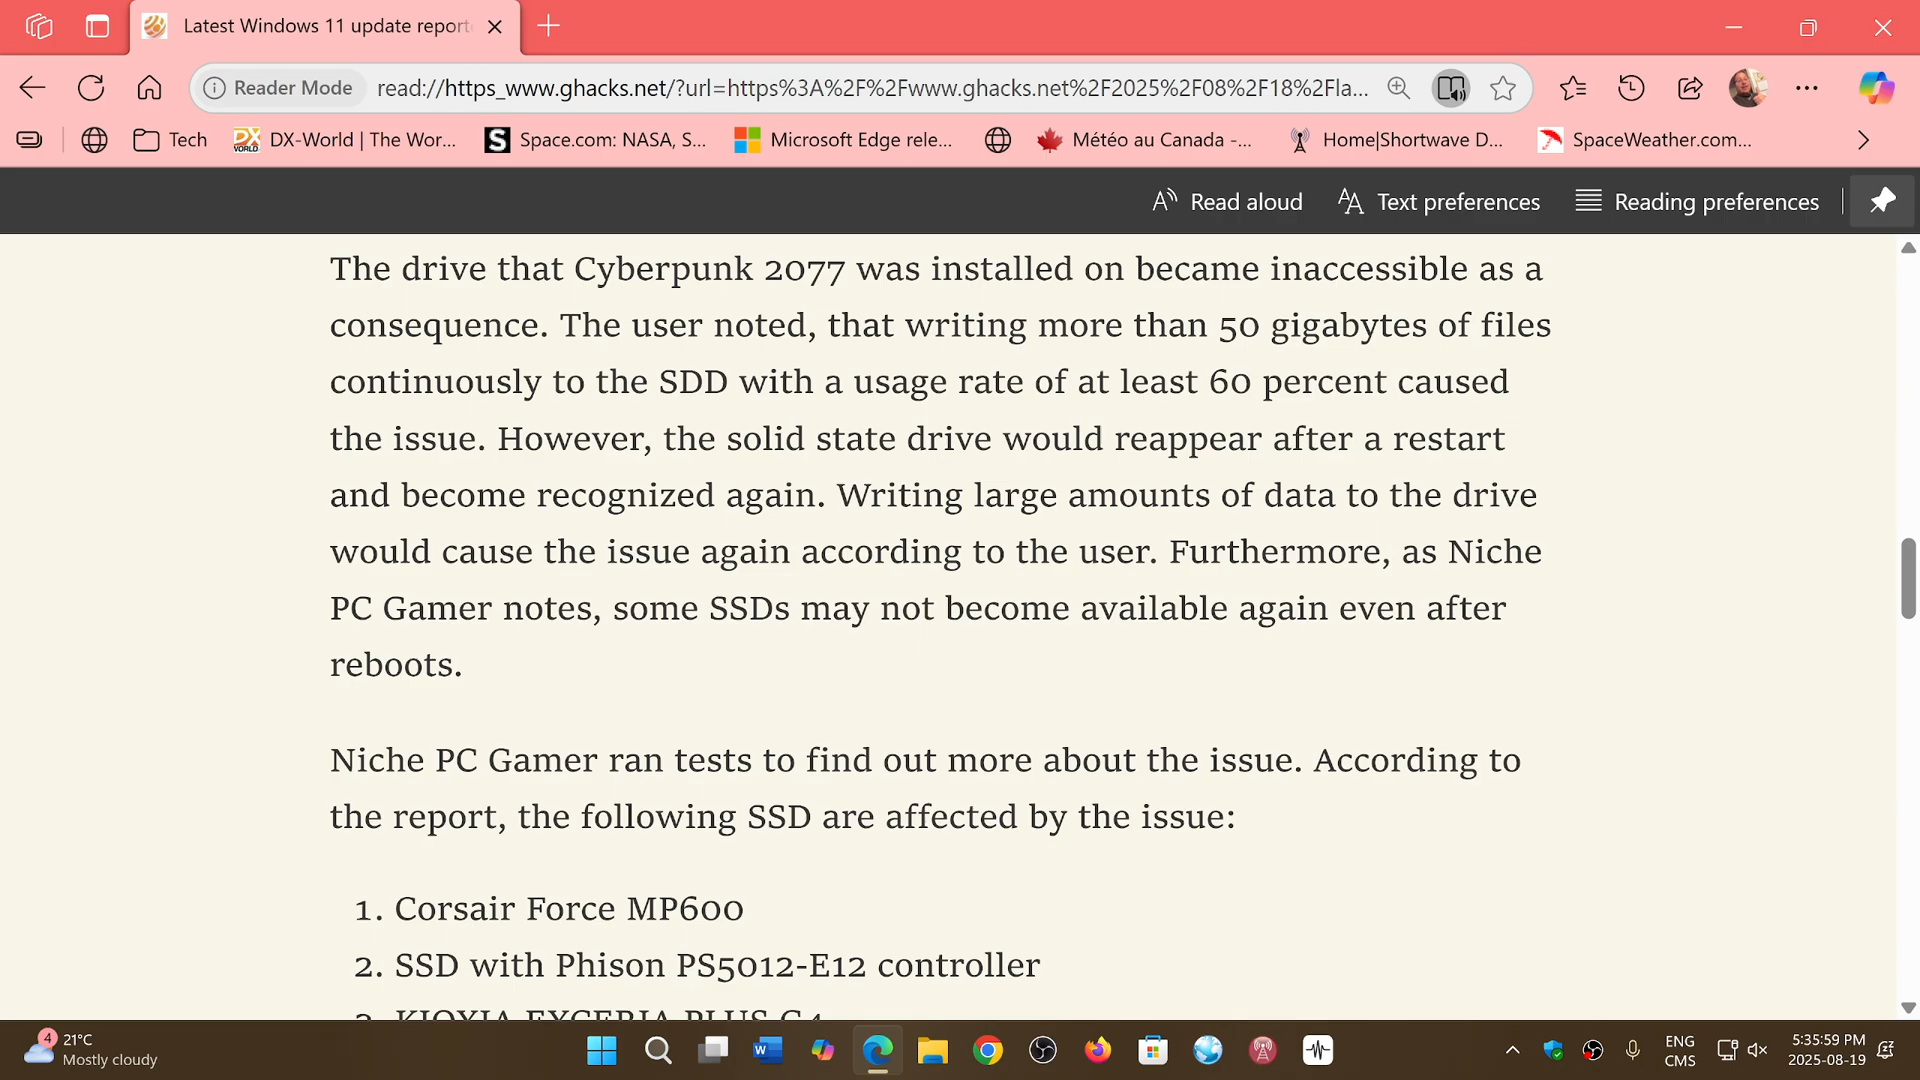 Latest Windows 11 update report
Reader Mode
read://https_www.ghacks.net/?url=https%3A%2F%2Fwww.ghacks.net%2F2025%2F08%2F18%2Fla...
Tech
DX-World | The Wor...
Space.com: NASA, S...
Microsoft Edge rele...
Météo au Canada -...
Home|Shortwave D...
SpaceWeather.com...
Read aloud
Text preferences
Reading preferences
The drive that Cyberpunk 2077 was installed on became inaccessible as a
consequence. The user noted, that writing more than 50 gigabytes of files
continuously to the SDD with a usage rate of at least 60 percent caused
the issue. However, the solid state drive would reappear after a restart
and become recognized again. Writing large amounts of data to the drive
would cause the issue again according to the user. Furthermore, as Niche
PC Gamer notes, some SSDs may not become available again even after
reboots.
Niche PC Gamer ran tests to find out more about the issue. According to
the report, the following SSD are affected by the issue:
1. Corsair Force MP600
2. SSD with Phison PS5012-E12 controller
3. KIOXIA EXCERIA PLUS G4
4
21°C
Mostly cloudy
ENG
CMS
5:35:59 PM
2025-08-19